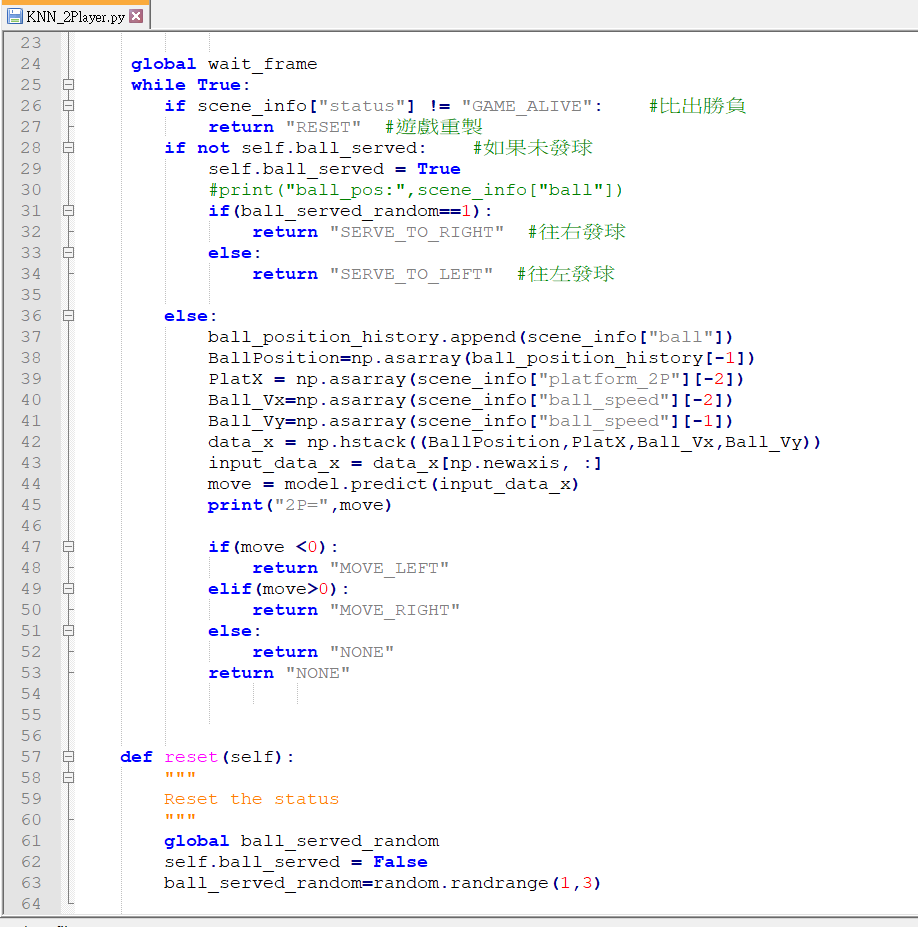 KNN_2Player.py
23
24 global wait_frame
25 while True:
26 if scene_info["status"] != "GAME_ALIVE": #比出勝負
27 return "RESET" #遊戲重製
28 if not self.ball_served: #如果未發球
29 self.ball_served = True
30 #print("ball_pos:",scene_info["ball"])
31 if(ball_served_random==1):
32 return "SERVE_TO_RIGHT" #往右發球
33 else:
34 return "SERVE_TO_LEFT" #往左發球
35
36 else:
37 ball_position_history.append(scene_info["ball"])
38 BallPosition=np.asarray(ball_position_history[-1])
39 PlatX = np.asarray(scene_info["platform_2P"][-2])
40 Ball_Vx=np.asarray(scene_info["ball_speed"][-2])
41 Ball_Vy=np.asarray(scene_info["ball_speed"][-1])
42 data_x = np.hstack((BallPosition,PlatX,Ball_Vx,Ball_Vy))
43 input_data_x = data_x[np.newaxis, :]
44 move = model.predict(input_data_x)
45 print("2P=",move)
46
47 if(move <0):
48 return "MOVE_LEFT"
49 elif(move>0):
50 return "MOVE_RIGHT"
51 else:
52 return "NONE"
53 return "NONE"
54
55
56
57 def reset(self):
58 """
59 Reset the status
60 """
61 global ball_served_random
62 self.ball_served = False
63 ball_served_random=random.randrange(1,3)
64